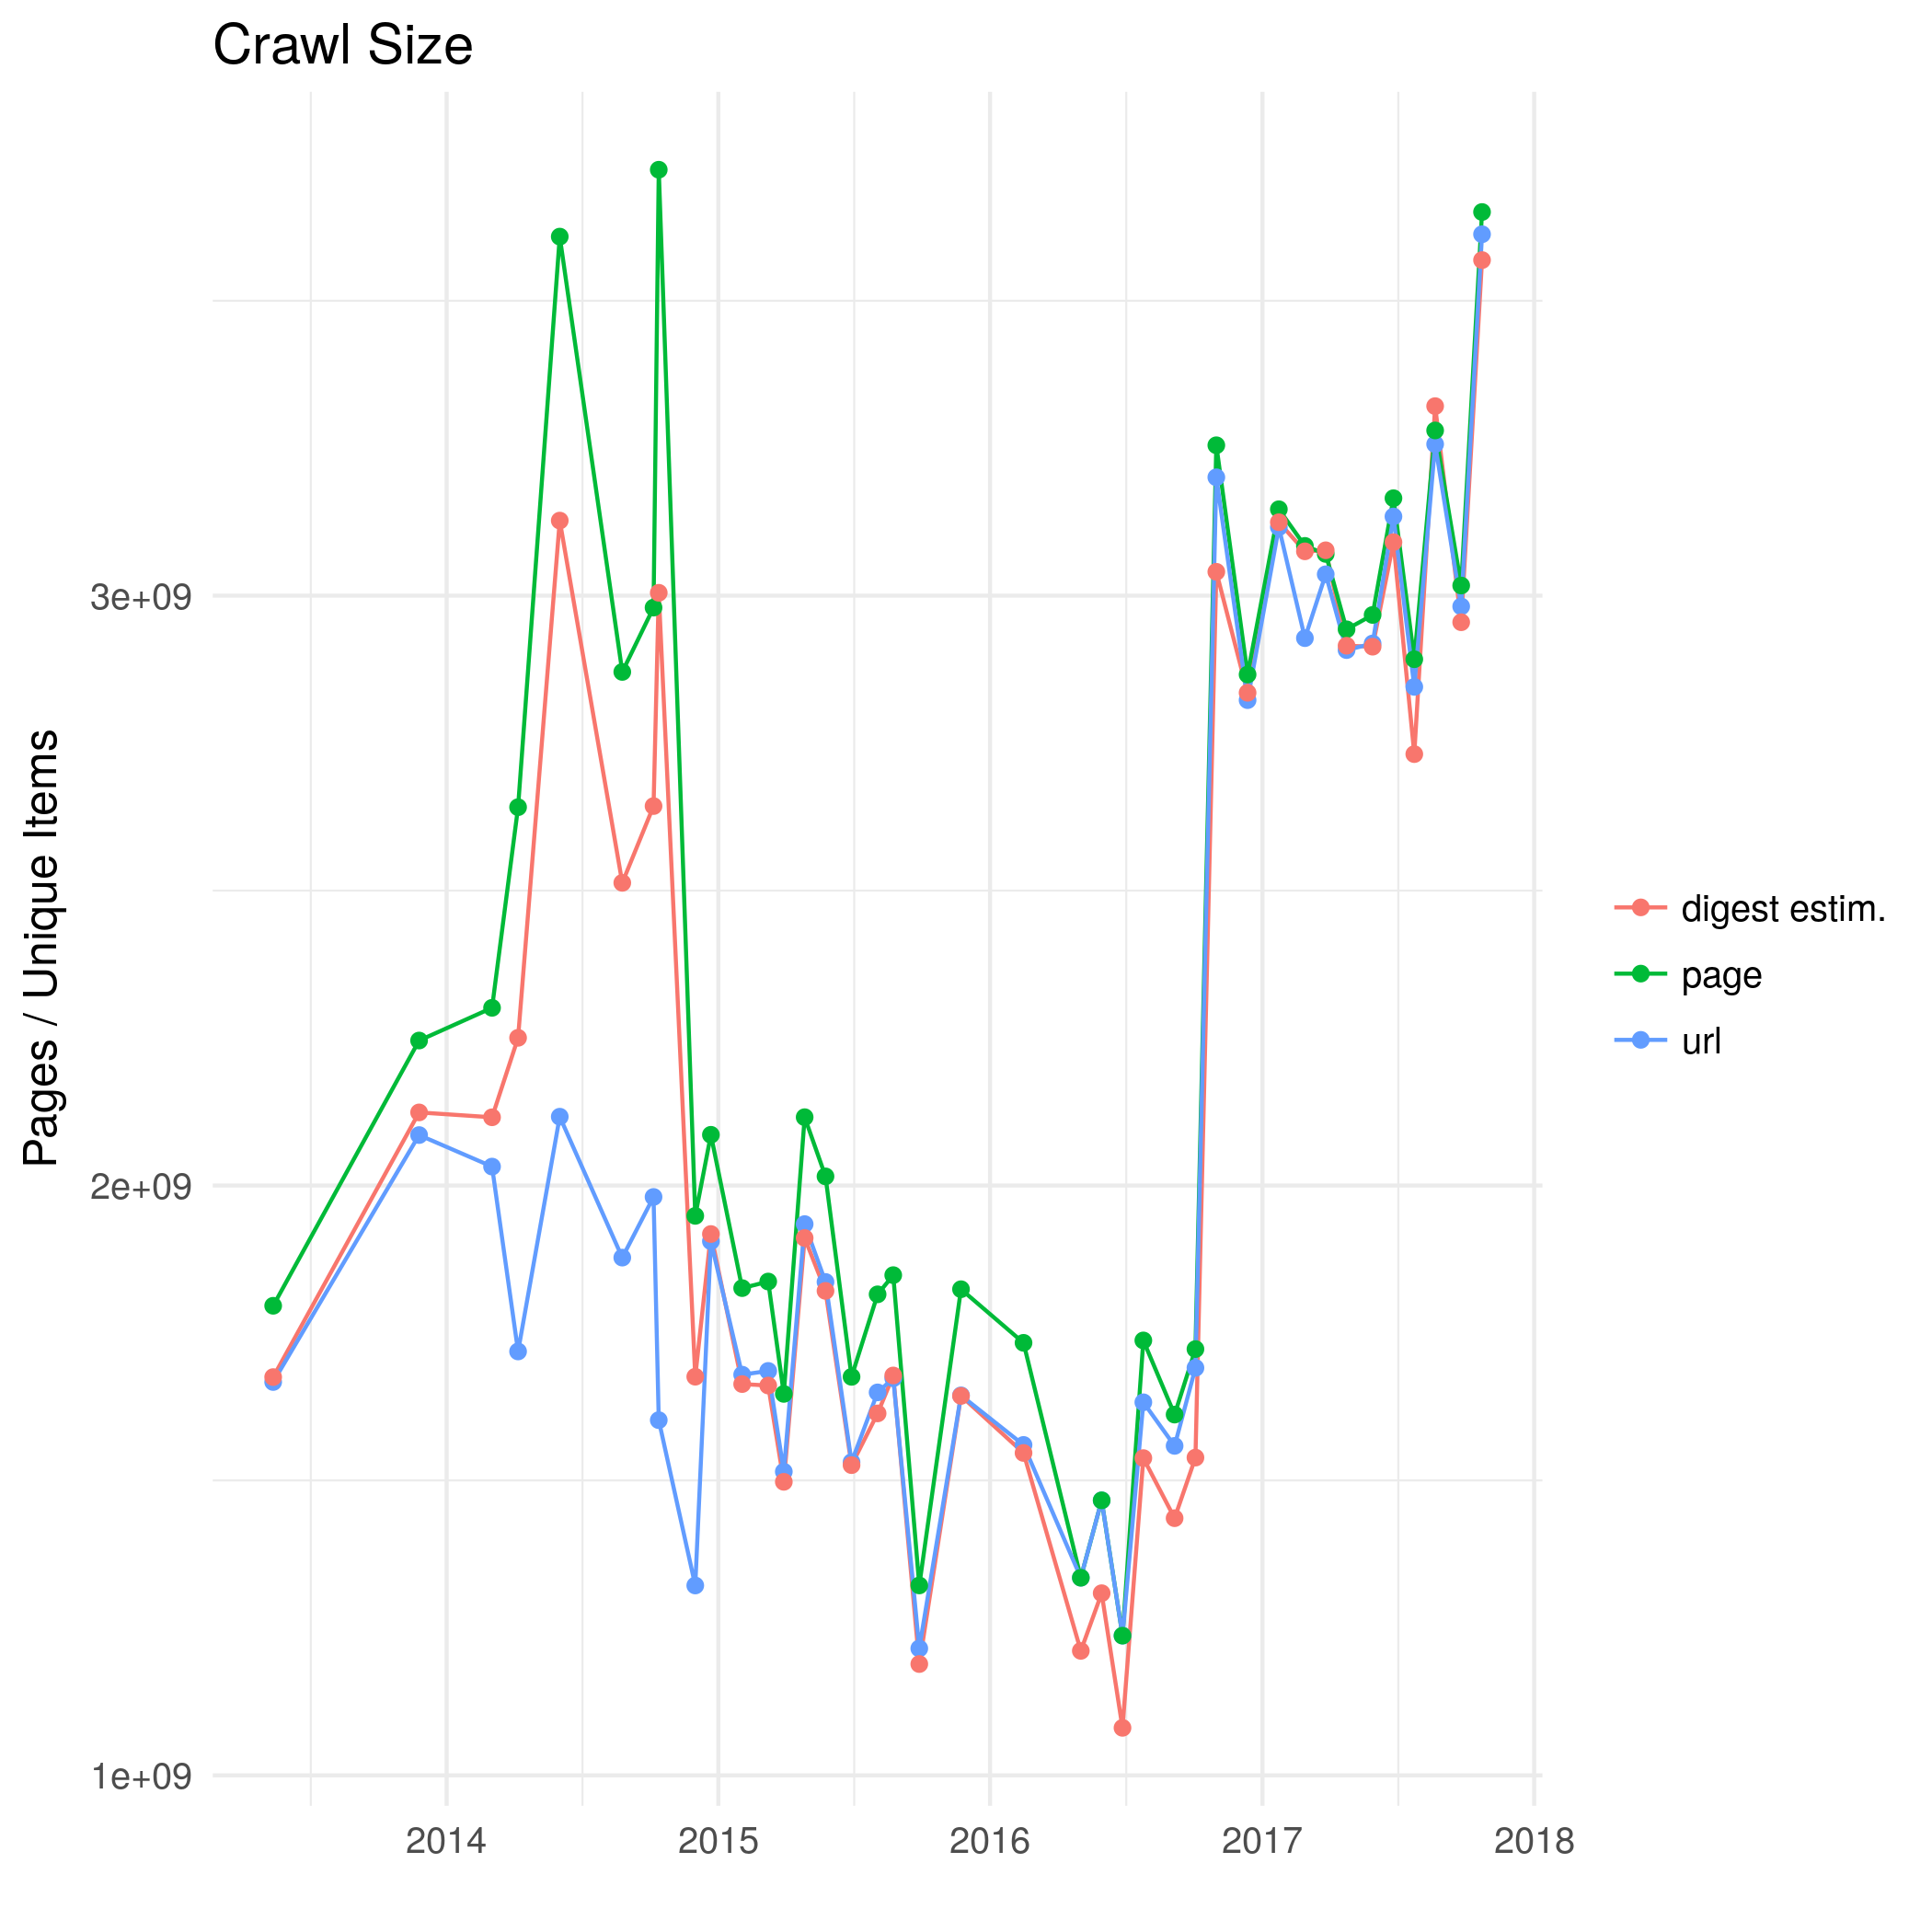 Crawl Size
Pages / Unique Items
3e+09
2e+09
1e+09
2014
2015
2016
2017
2018
digest estim.
page
url